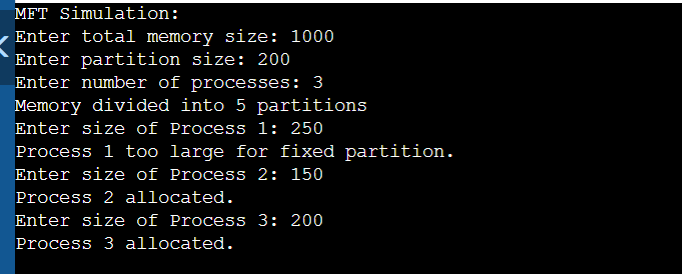 MFT Simulation:
Enter total memory size: 1000
Enter partition size: 200
Enter number of processes: 3
Memory divided into 5 partitions
Enter size of Process 1: 250
Process 1 too large for fixed partition.
Enter size of Process 2: 150
Process 2 allocated.
Enter size of Process 3: 200
Process 3 allocated.